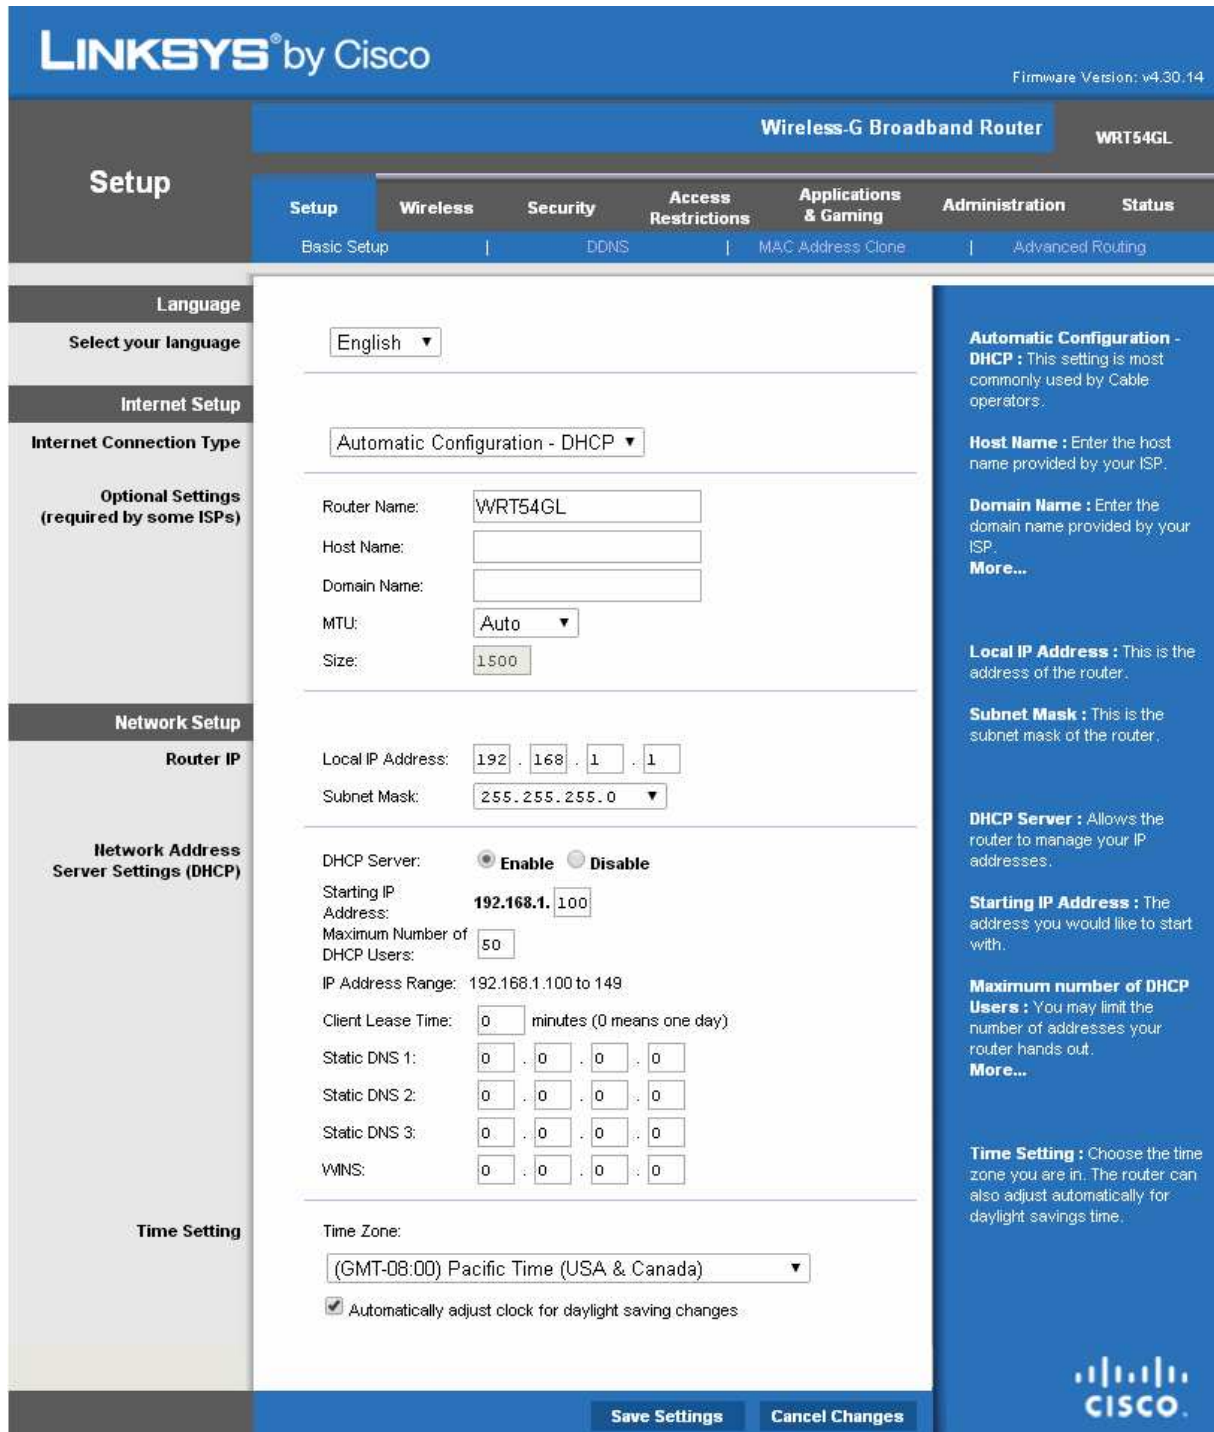 LINKSYS® by Cisco
Firmware Version: v4.30.14
Wireless-G Broadband Router
WRT54GL
Setup
Setup
Wireless
Security
Access Restrictions
Applications & Gaming
Administration
Status
Basic Setup | DDNS | MAC Address Clone | Advanced Routing
Language
Select your language
English
Internet Setup
Internet Connection Type
Automatic Configuration - DHCP
Optional Settings
(required by some ISPs)
Router Name: WRT54GL
Host Name:
Domain Name:
MTU: Auto
Size: 1500
Network Setup
Router IP
Local IP Address: 192 . 168 . 1 . 1
Subnet Mask: 255.255.255.0
Network Address
Server Settings (DHCP)
DHCP Server: Enable Disable
Starting IP
Address:
192.168.1. 100
Maximum Number of
DHCP Users:
50
IP Address Range: 192.168.1.100 to 149
Client Lease Time: 0 minutes (0 means one day)
Static DNS 1: 0 . 0 . 0 . 0
Static DNS 2: 0 . 0 . 0 . 0
Static DNS 3: 0 . 0 . 0 . 0
WINS: 0 . 0 . 0 . 0
Time Setting
Time Zone:
(GMT-08:00) Pacific Time (USA & Canada)
Automatically adjust clock for daylight saving changes
Automatic Configuration -
DHCP : This setting is most
commonly used by Cable
operators.
Host Name : Enter the host
name provided by your ISP.
Domain Name : Enter the
domain name provided by your
ISP.
More...
Local IP Address : This is the
address of the router.
Subnet Mask : This is the
subnet mask of the router.
DHCP Server : Allows the
router to manage your IP
addresses.
Starting IP Address : The
address you would like to start
with.
Maximum number of DHCP
Users : You may limit the
number of addresses your
router hands out.
More...
Time Setting : Choose the time
zone you are in. The router can
also adjust automatically for
daylight savings time.
Save Settings
Cancel Changes
CISCO.